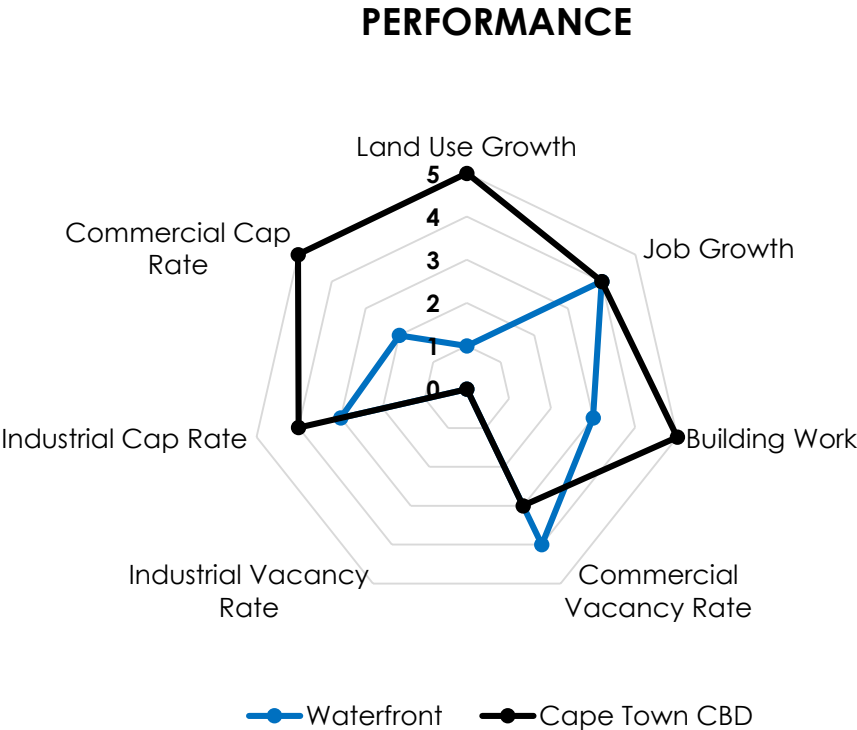 PERFORMANCE
Land Use Growth
5
4
3
2
1
0
Commercial Cap
Rate
Job Growth
Industrial Cap Rate
Building Work
Industrial Vacancy
Rate
Commercial
Vacancy Rate
Waterfront
Cape Town CBD